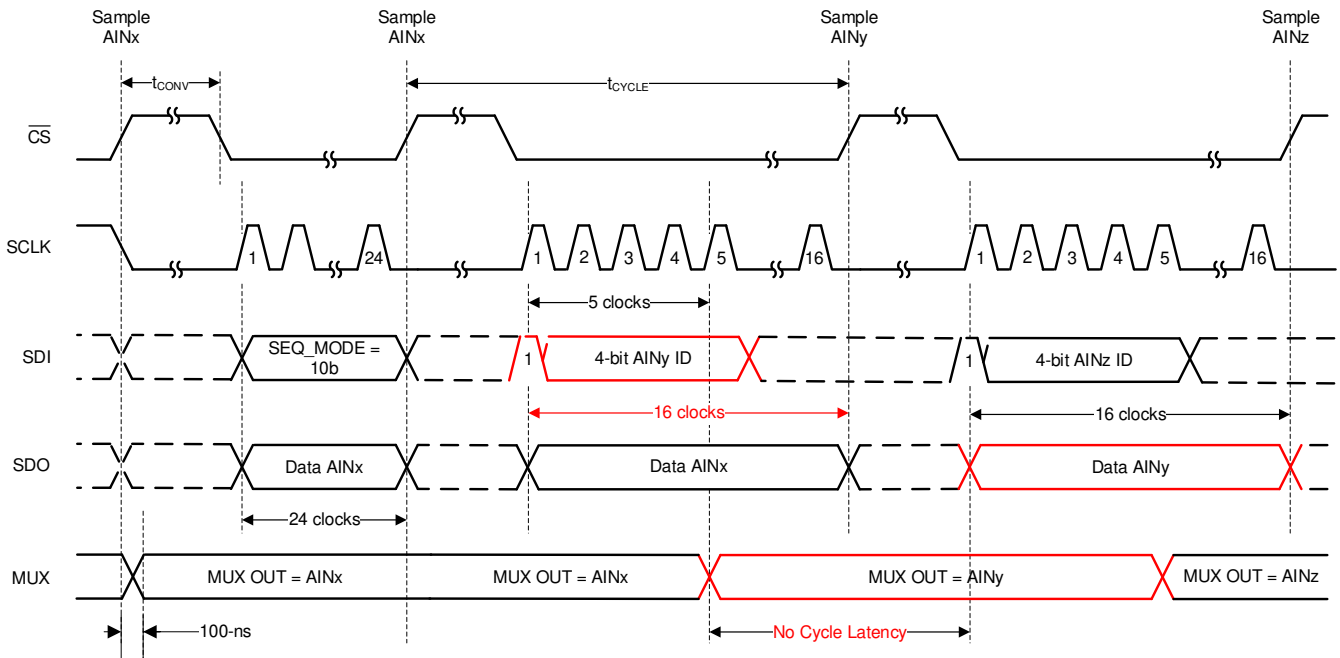 Sample
AINx
Sample
AINx
Sample
AINy
Sample
AINz
tCONV
tCYCLE
CS
SCLK
1
24
1
2
3
4
5
16
1
2
3
4
5
16
5 clocks
SDI
SEQ_MODE =
10b
1
4-bit AINy ID
1
4-bit AINz ID
16 clocks
16 clocks
SDO
Data AINx
Data AINx
Data AINy
24 clocks
MUX
MUX OUT = AINx
MUX OUT = AINx
MUX OUT = AINy
MUX OUT = AINz
100-ns
No Cycle Latency